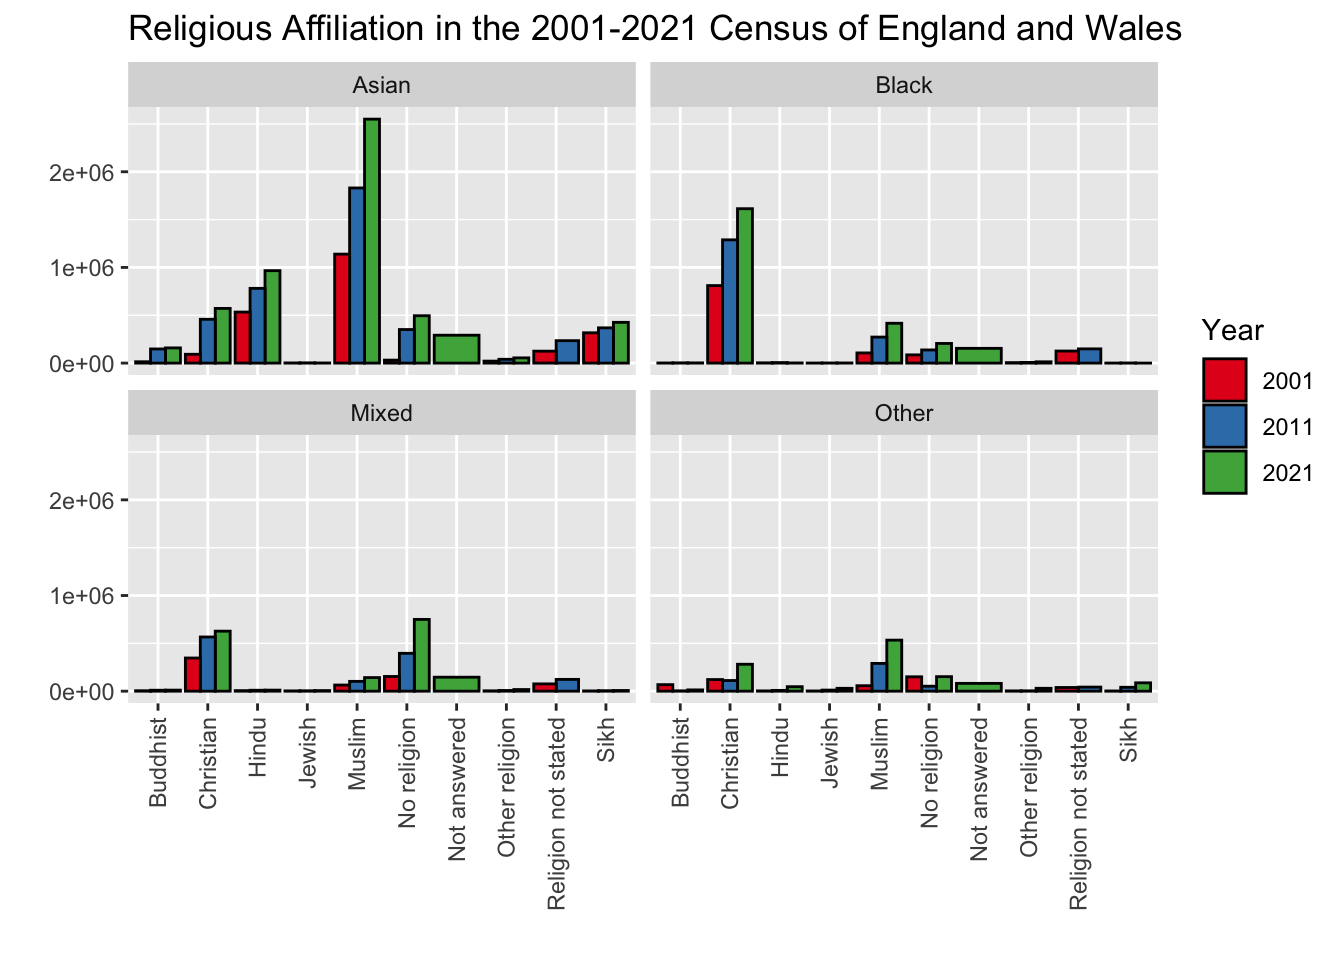 Religious Affiliation in the 2001-2021 Census of England and Wales
Asian
Black
2e+06
1e+06
0e+00
Mixed
Other
2e+06
1e+06
0e+00
Buddhist
Christian
Hindu
Jewish
Muslim
No religion
Not answered
Other religion
Religion not stated
Sikh
Buddhist
Christian
Hindu
Jewish
Muslim
No religion
Not answered
Other religion
Religion not stated
Sikh
Year
2001
2011
2021